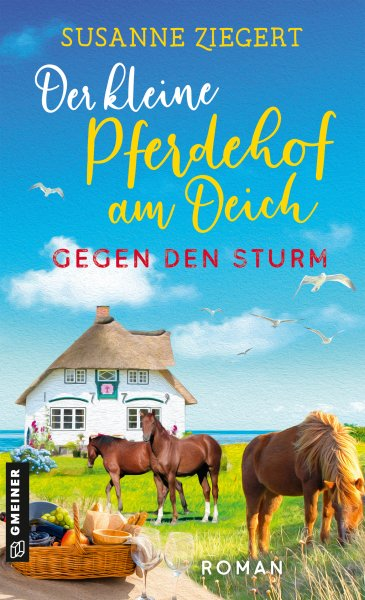 SUSANNE ZIEGERT
Der kleine
Pferdehof
am Deich
GEGEN DEN STURM
GMEINER
ROMAN